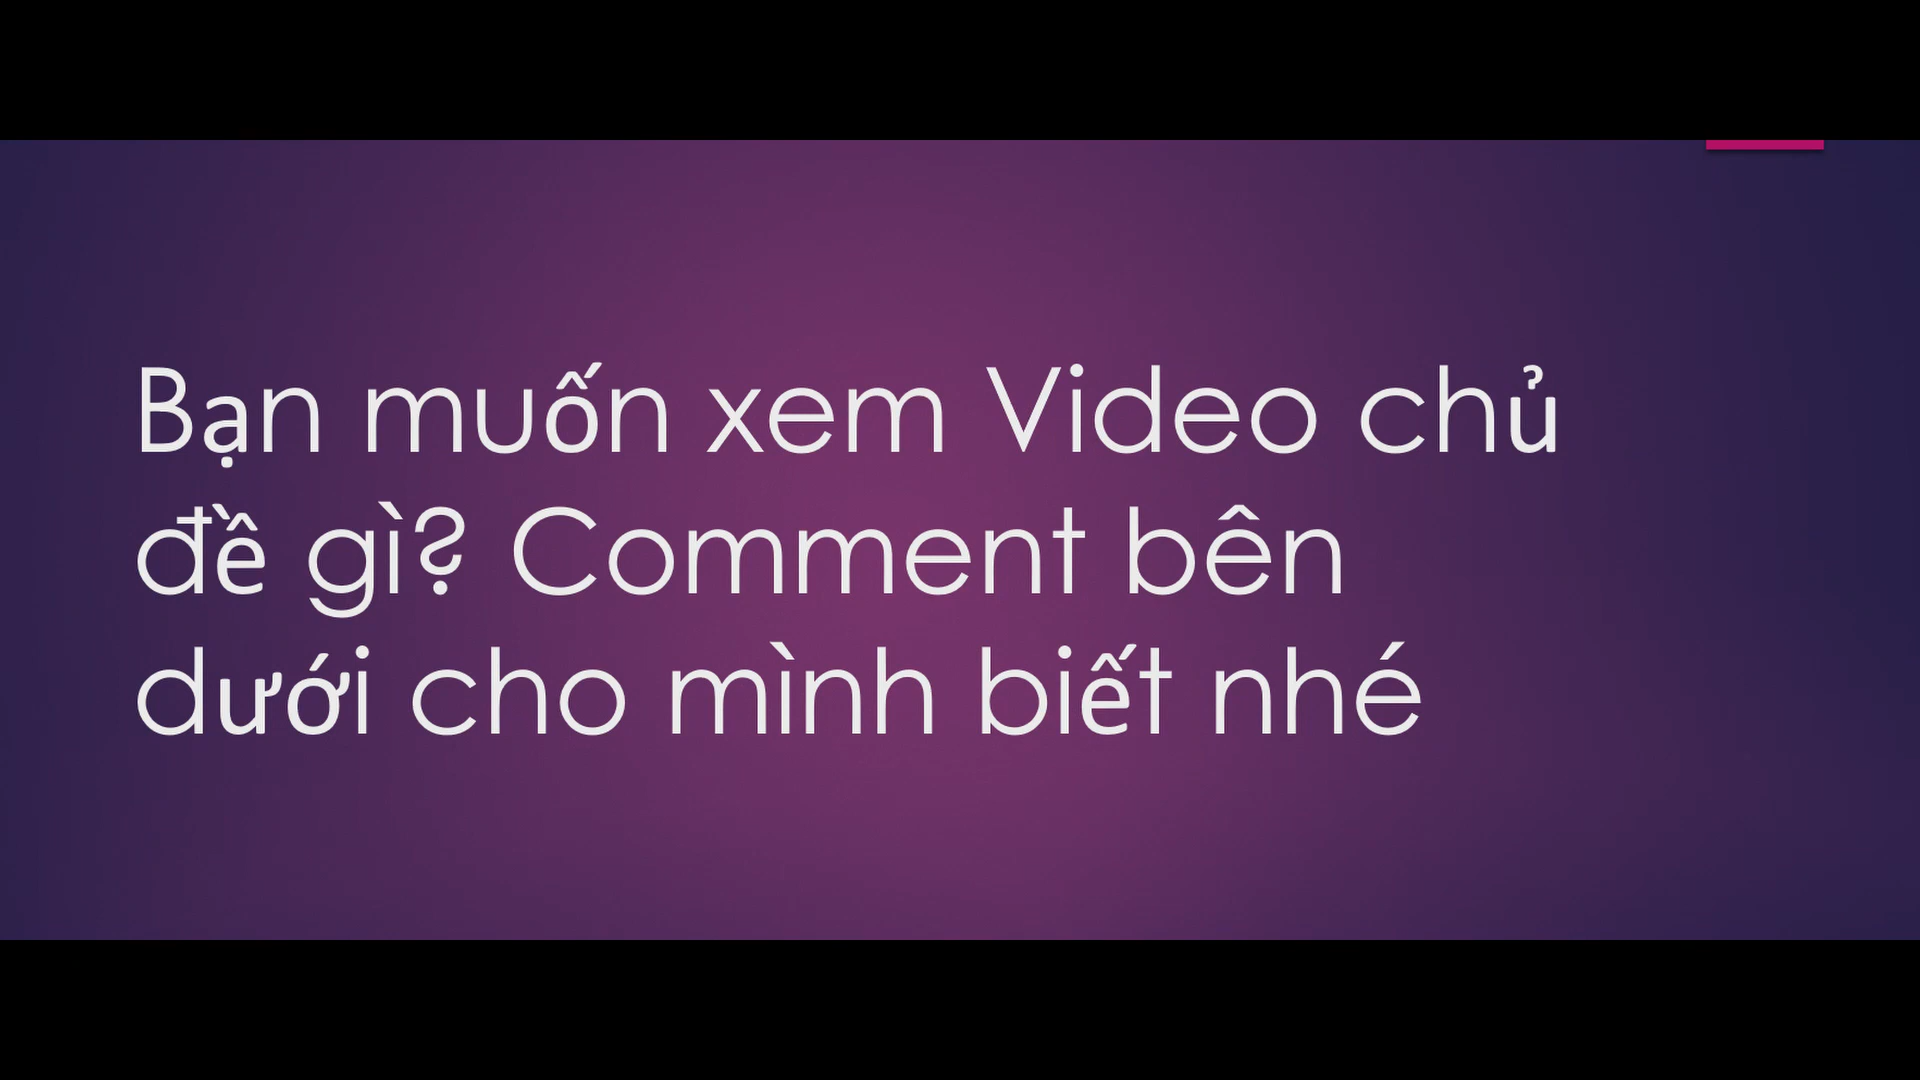 Bạn muốn xem Video chủ
đề gì? Comment bên
dưới cho mình biết nhé